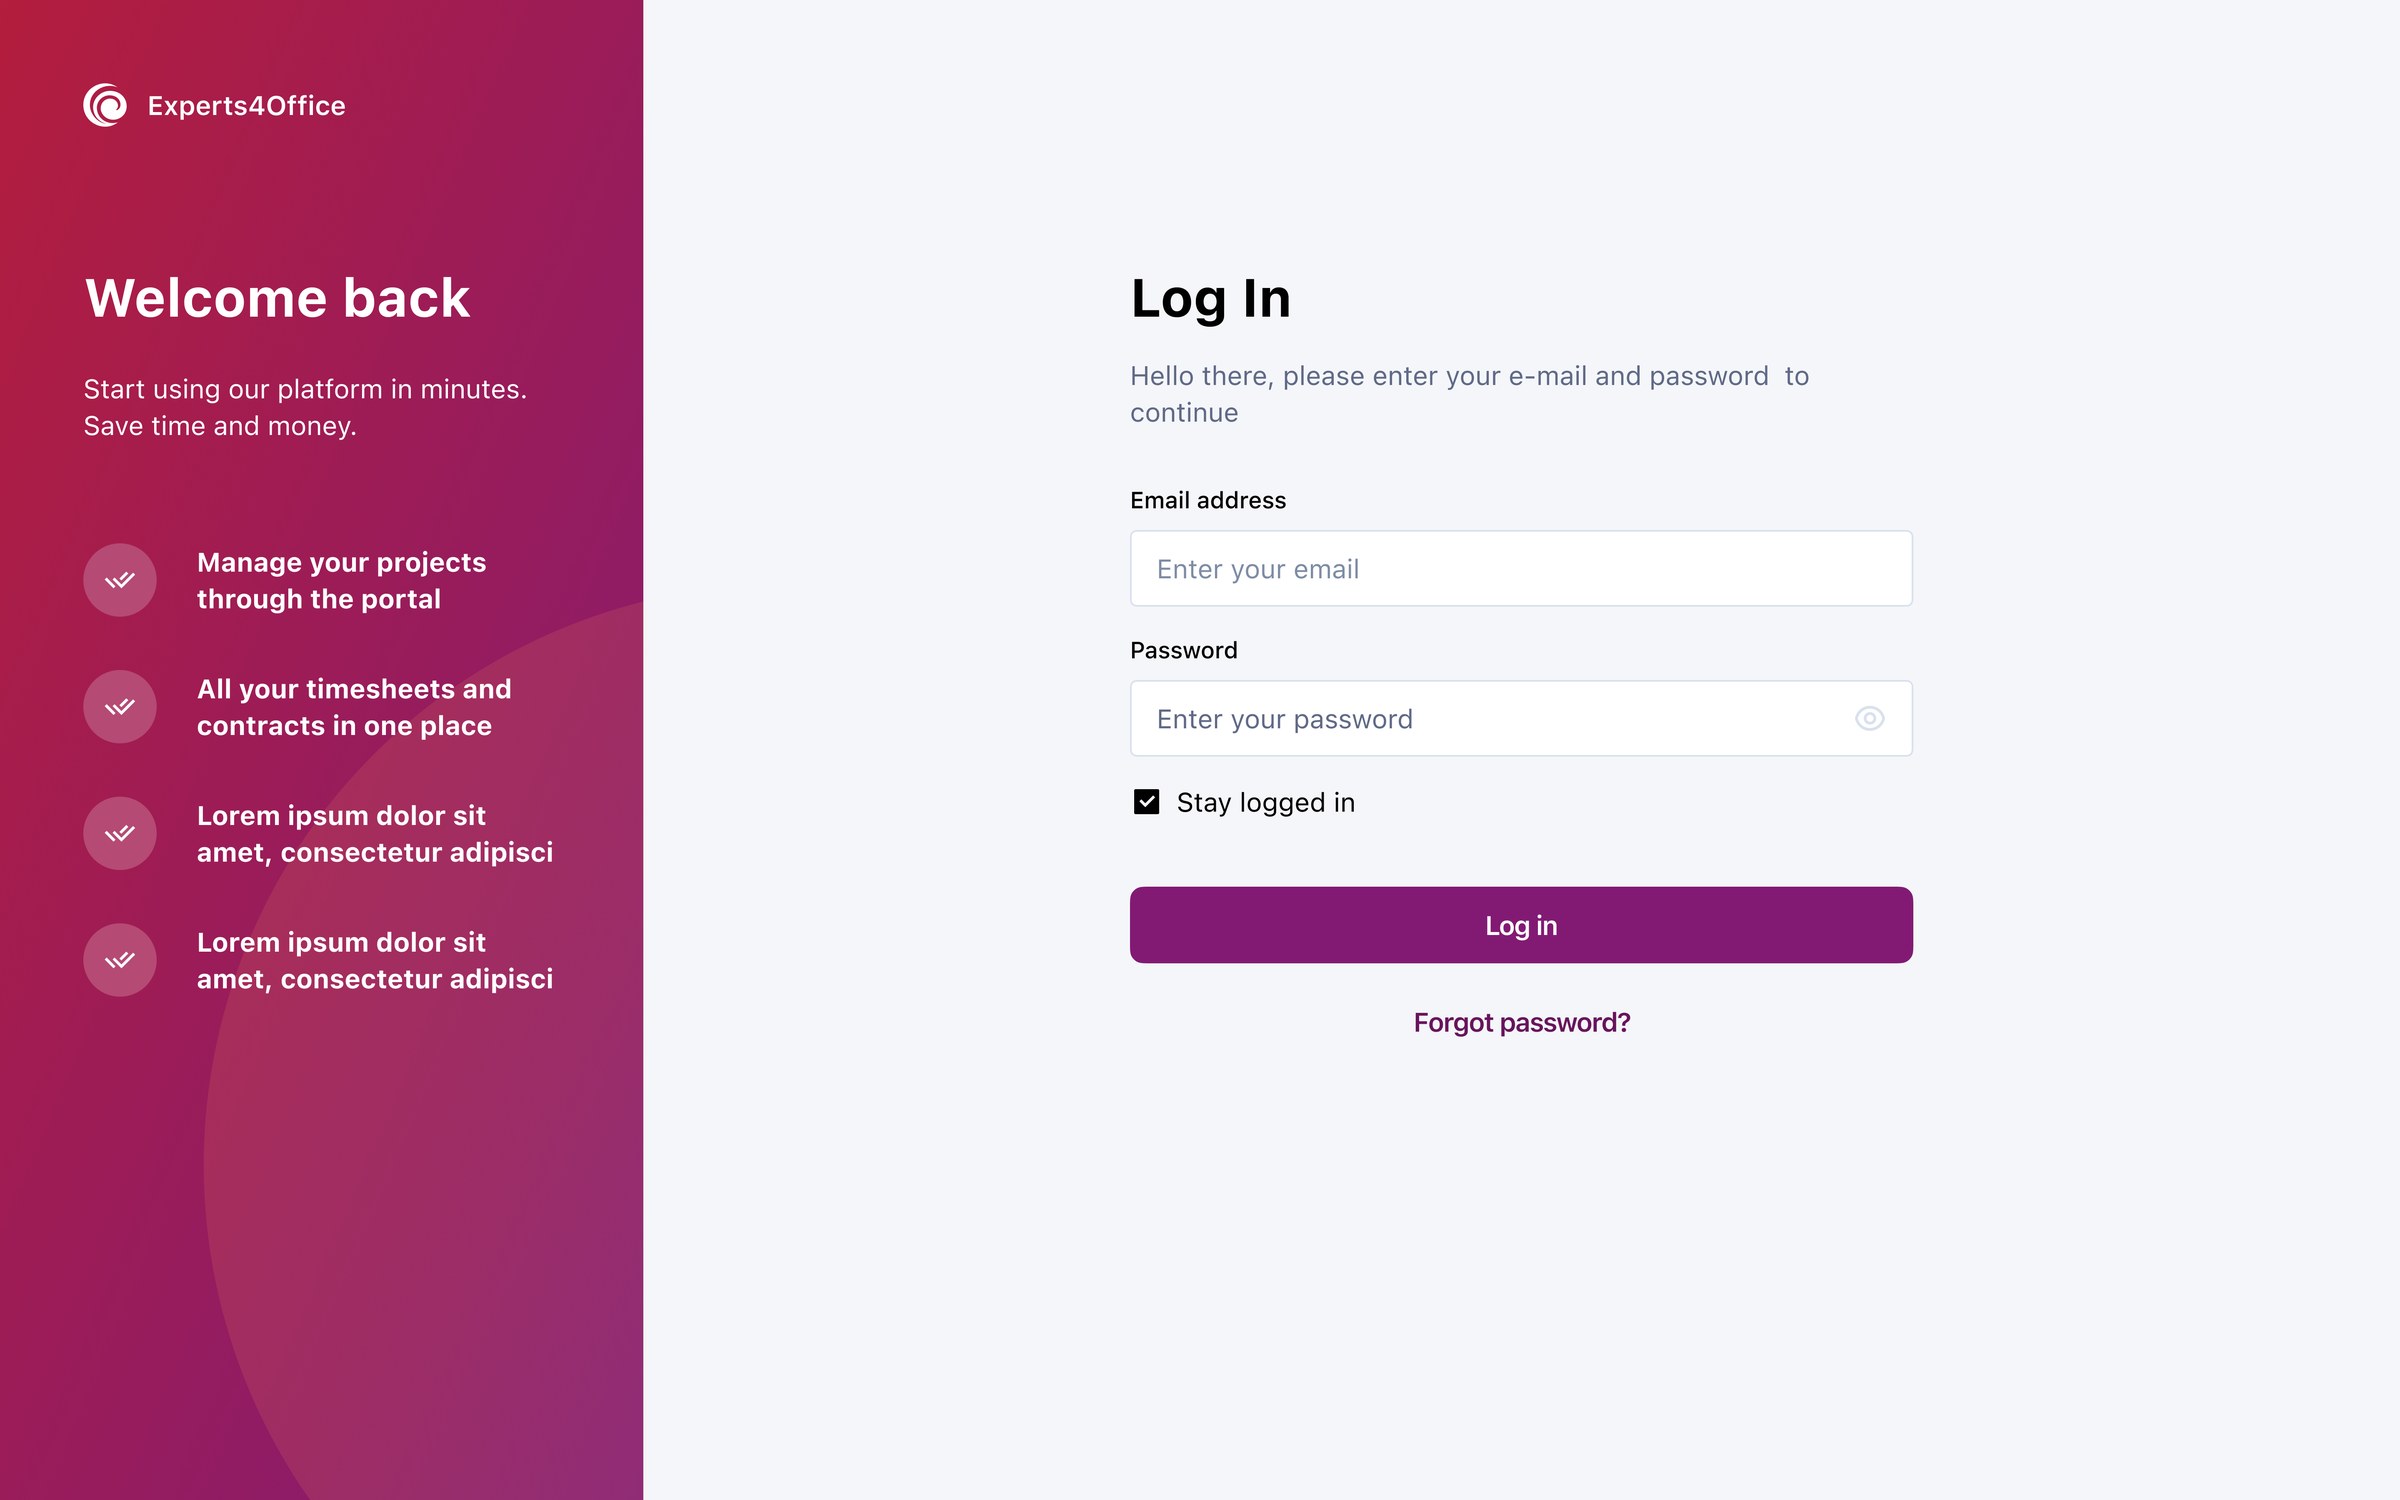 Experts4Office
Welcome back
Start using our platform in minutes.
Save time and money.
Manage your projects
through the portal
All your timesheets and
contracts in one place
Lorem ipsum dolor sit
amet, consectetur adipisci
Lorem ipsum dolor sit
amet, consectetur adipisci
Log In
Hello there, please enter your e-mail and password  to
continue
Email address
Enter your email
Password
Enter your password
Stay logged in
Log in
Forgot password?